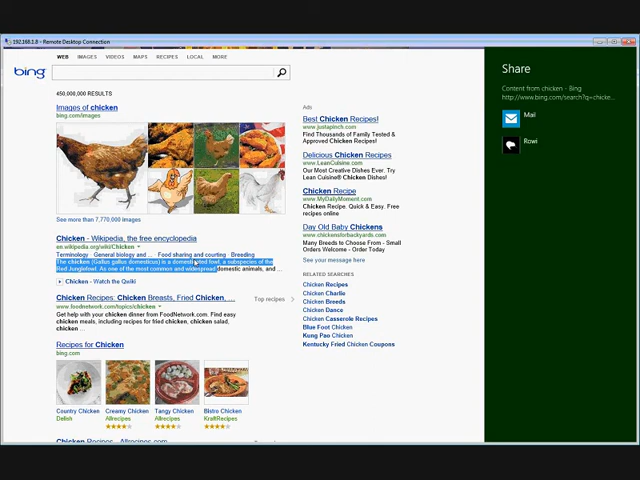 192.168.1.8 - Remote Desktop Connection
WEB IMAGES VIDEOS MAPS RECIPES LOCAL MORE
bing
450,000,000 RESULTS
Images of chicken
bing.com/images
See more than 7,770,000 images
Chicken - Wikipedia, the free encyclopedia
en.wikipedia.org/wiki/Chicken
Terminology · General biology and ... · Food sharing and courting · Breeding
The chicken (Gallus gallus domesticus) is a domesticated fowl, a subspecies of the
Red Junglefowl. As one of the most common and widespread domestic animals, and ...
Chicken - Watch the Qwiki
Chicken Recipes: Chicken Breasts, Fried Chicken, ...
Top recipes
www.foodnetwork.com/topics/chicken
Get help with your chicken dinner from FoodNetwork.com. Find easy
chicken meals, including recipes for fried chicken, chicken salad,
chicken ...
Recipes for Chicken
bing.com
Country Chicken
Delish
Creamy Chicken
Allrecipes
Tangy Chicken
Allrecipes
Bistro Chicken
KraftRecipes
Chicken Recipes - Allrecipes.com
Ads
Best Chicken Recipes!
www.justapinch.com
Find Thousands of Family Tested &
Approved Chicken Recipes!
Delicious Chicken Recipes
www.LeanCuisine.com
Our Most Creative Dishes Ever. Try
Lean Cuisine® Chicken Dishes!
Chicken Recipe
www.MyDailyMoment.com
Chicken Recipe. Quick & Easy. Free
recipes online
Day Old Baby Chickens
www.chickensforbackyards.com
Many Breeds to Choose From - Small
Orders Welcome - Order Today
See your message here
RELATED SEARCHES
Chicken Recipes
Chicken Charlie
Chicken Breeds
Chicken Dance
Chicken Casserole Recipes
Blue Foot Chicken
Kung Pao Chicken
Kentucky Fried Chicken Coupons
Share
Content from chicken - Bing
http://www.bing.com/search?q=chicke...
Mail
Rowi